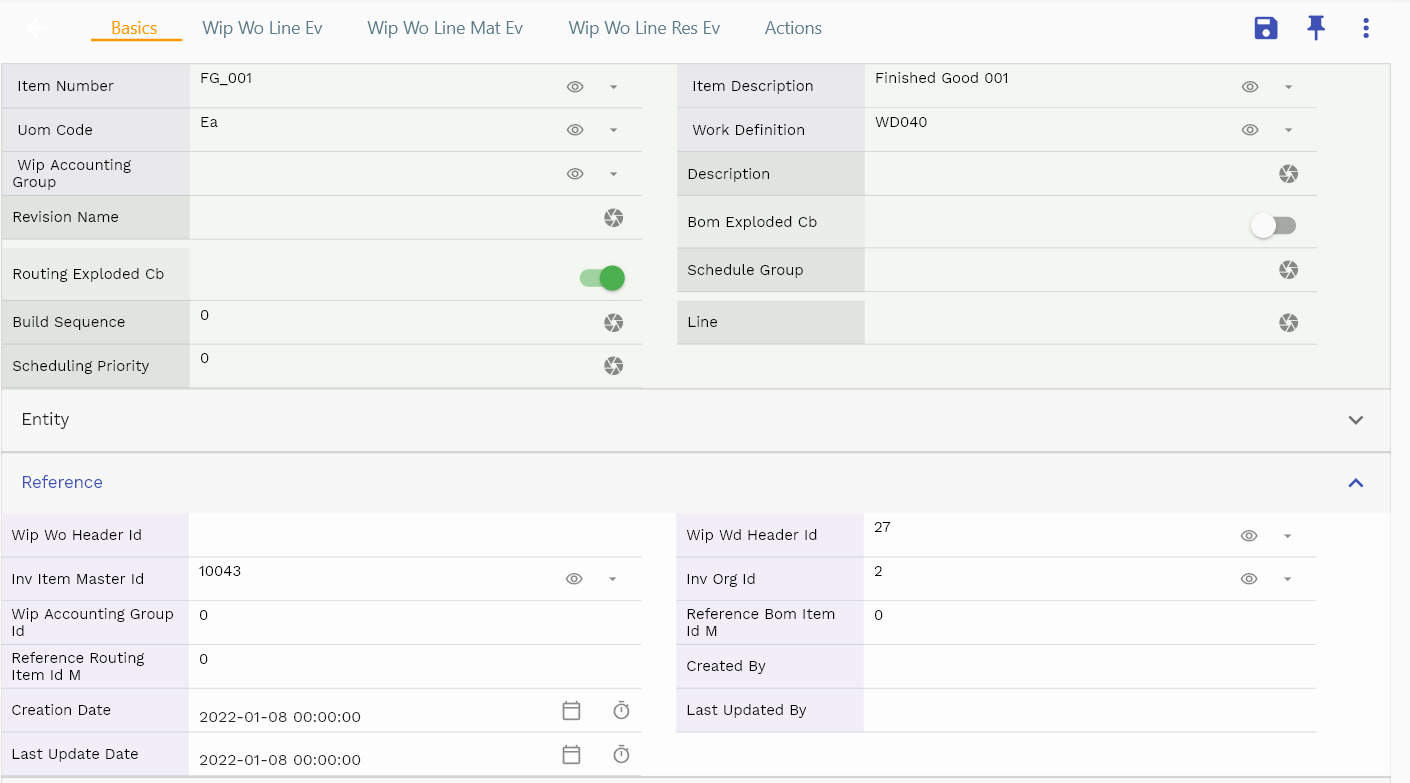 Basics Wip Wo Line Ev Wip Wo Line Mat Ev Wip Wo Line Res Ev Actions
Item Number FG_001 Item Description Finished Good 001
Uom Code Ea Work Definition WD040
Wip Accounting
Group Description
Revision Name Bom Exploded Cb
Routing Exploded Cb Schedule Group
Build Sequence 0 Line
Scheduling Priority 0
Entity
Reference
Wip Wo Header Id Wip Wd Header Id 27
Inv Item Master Id 10043 Inv Org Id 2
Wip Accounting Group
Id 0 Reference Bom Item
Id M 0
Reference Routing
Item Id M 0 Created By
Creation Date 2022-01-08 00:00:00 Last Updated By
Last Update Date 2022-01-08 00:00:00